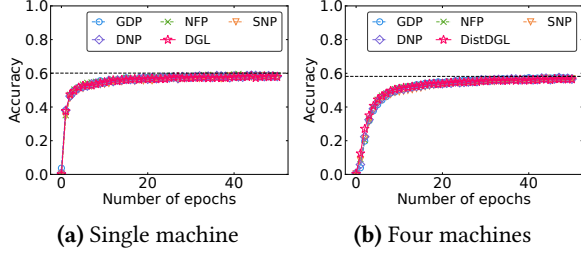 1.0
0.8
0.6
0.4
0.2
0.0
Accuracy
GDP NFP SNP
DNP DGL
0 20 40
Number of epochs
(a) Single machine
1.0
0.8
0.6
0.4
0.2
0.0
Accuracy
GDP NFP SNP
DNP DistDGL
0 20 40
Number of epochs
(b) Four machines